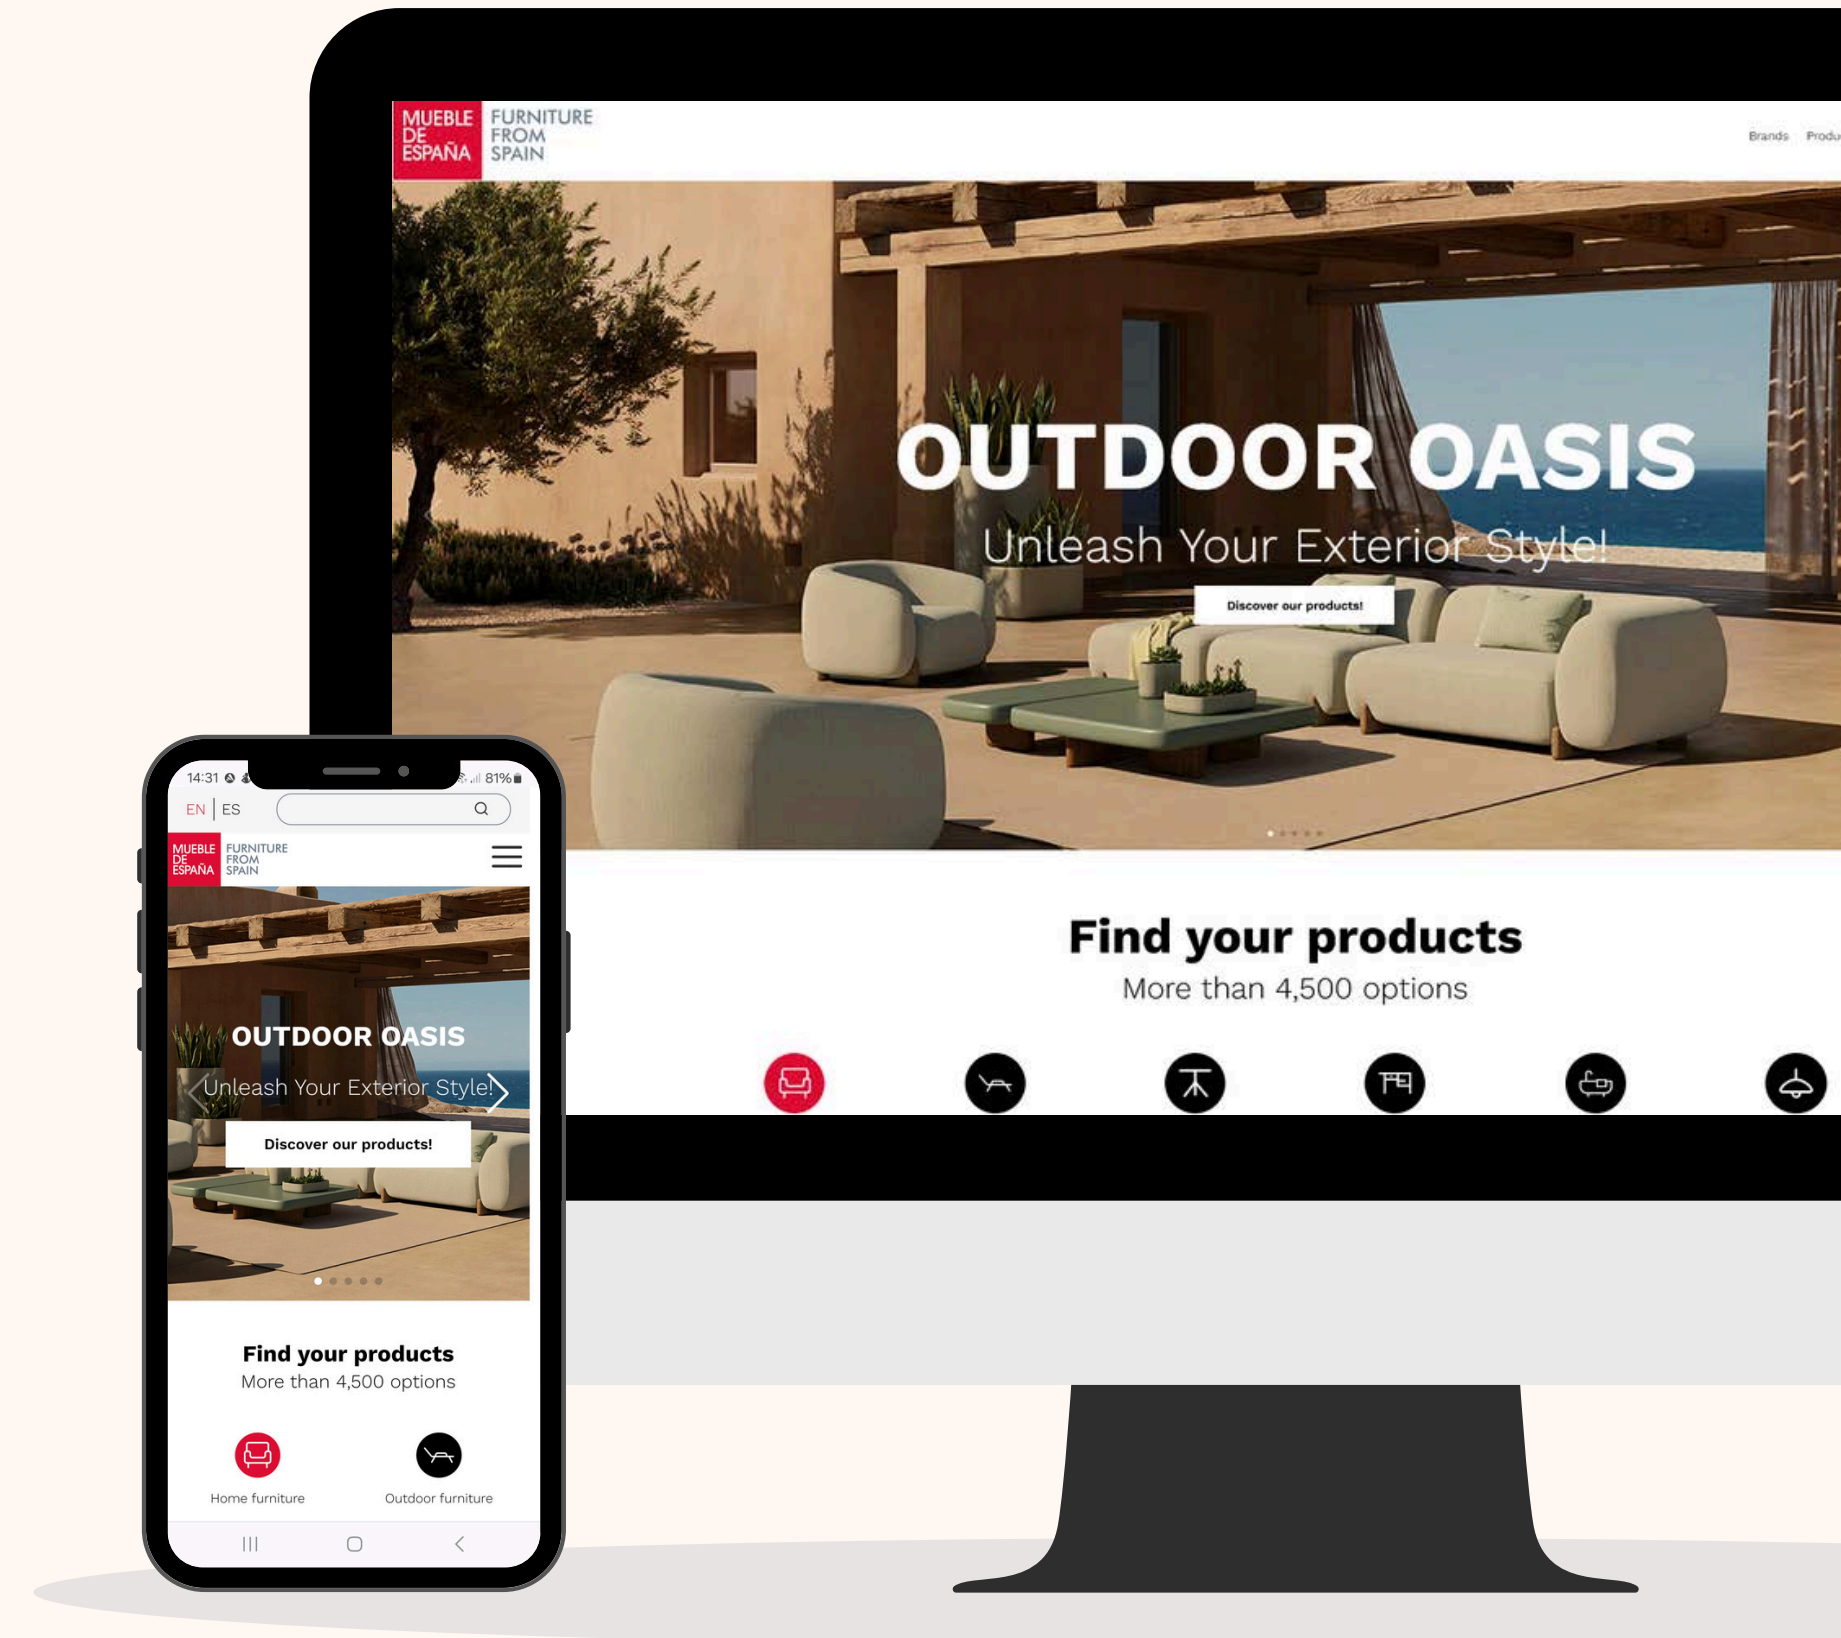 MUEBLE
DE
ESPAÑA
FURNITURE
FROM
SPAIN
Brands
OUTDOOR OASIS
Unleash Your Exterior Style!
Discover our products!
Find your products
More than 4,500 options
14:31
81%
EN | ES
MUEBLE
DE
ESPAÑA
FURNITURE
FROM
SPAIN
OUTDOOR OASIS
Unleash Your Exterior Style!
Discover our products!
Find your products
More than 4,500 options
Home furniture
Outdoor furniture